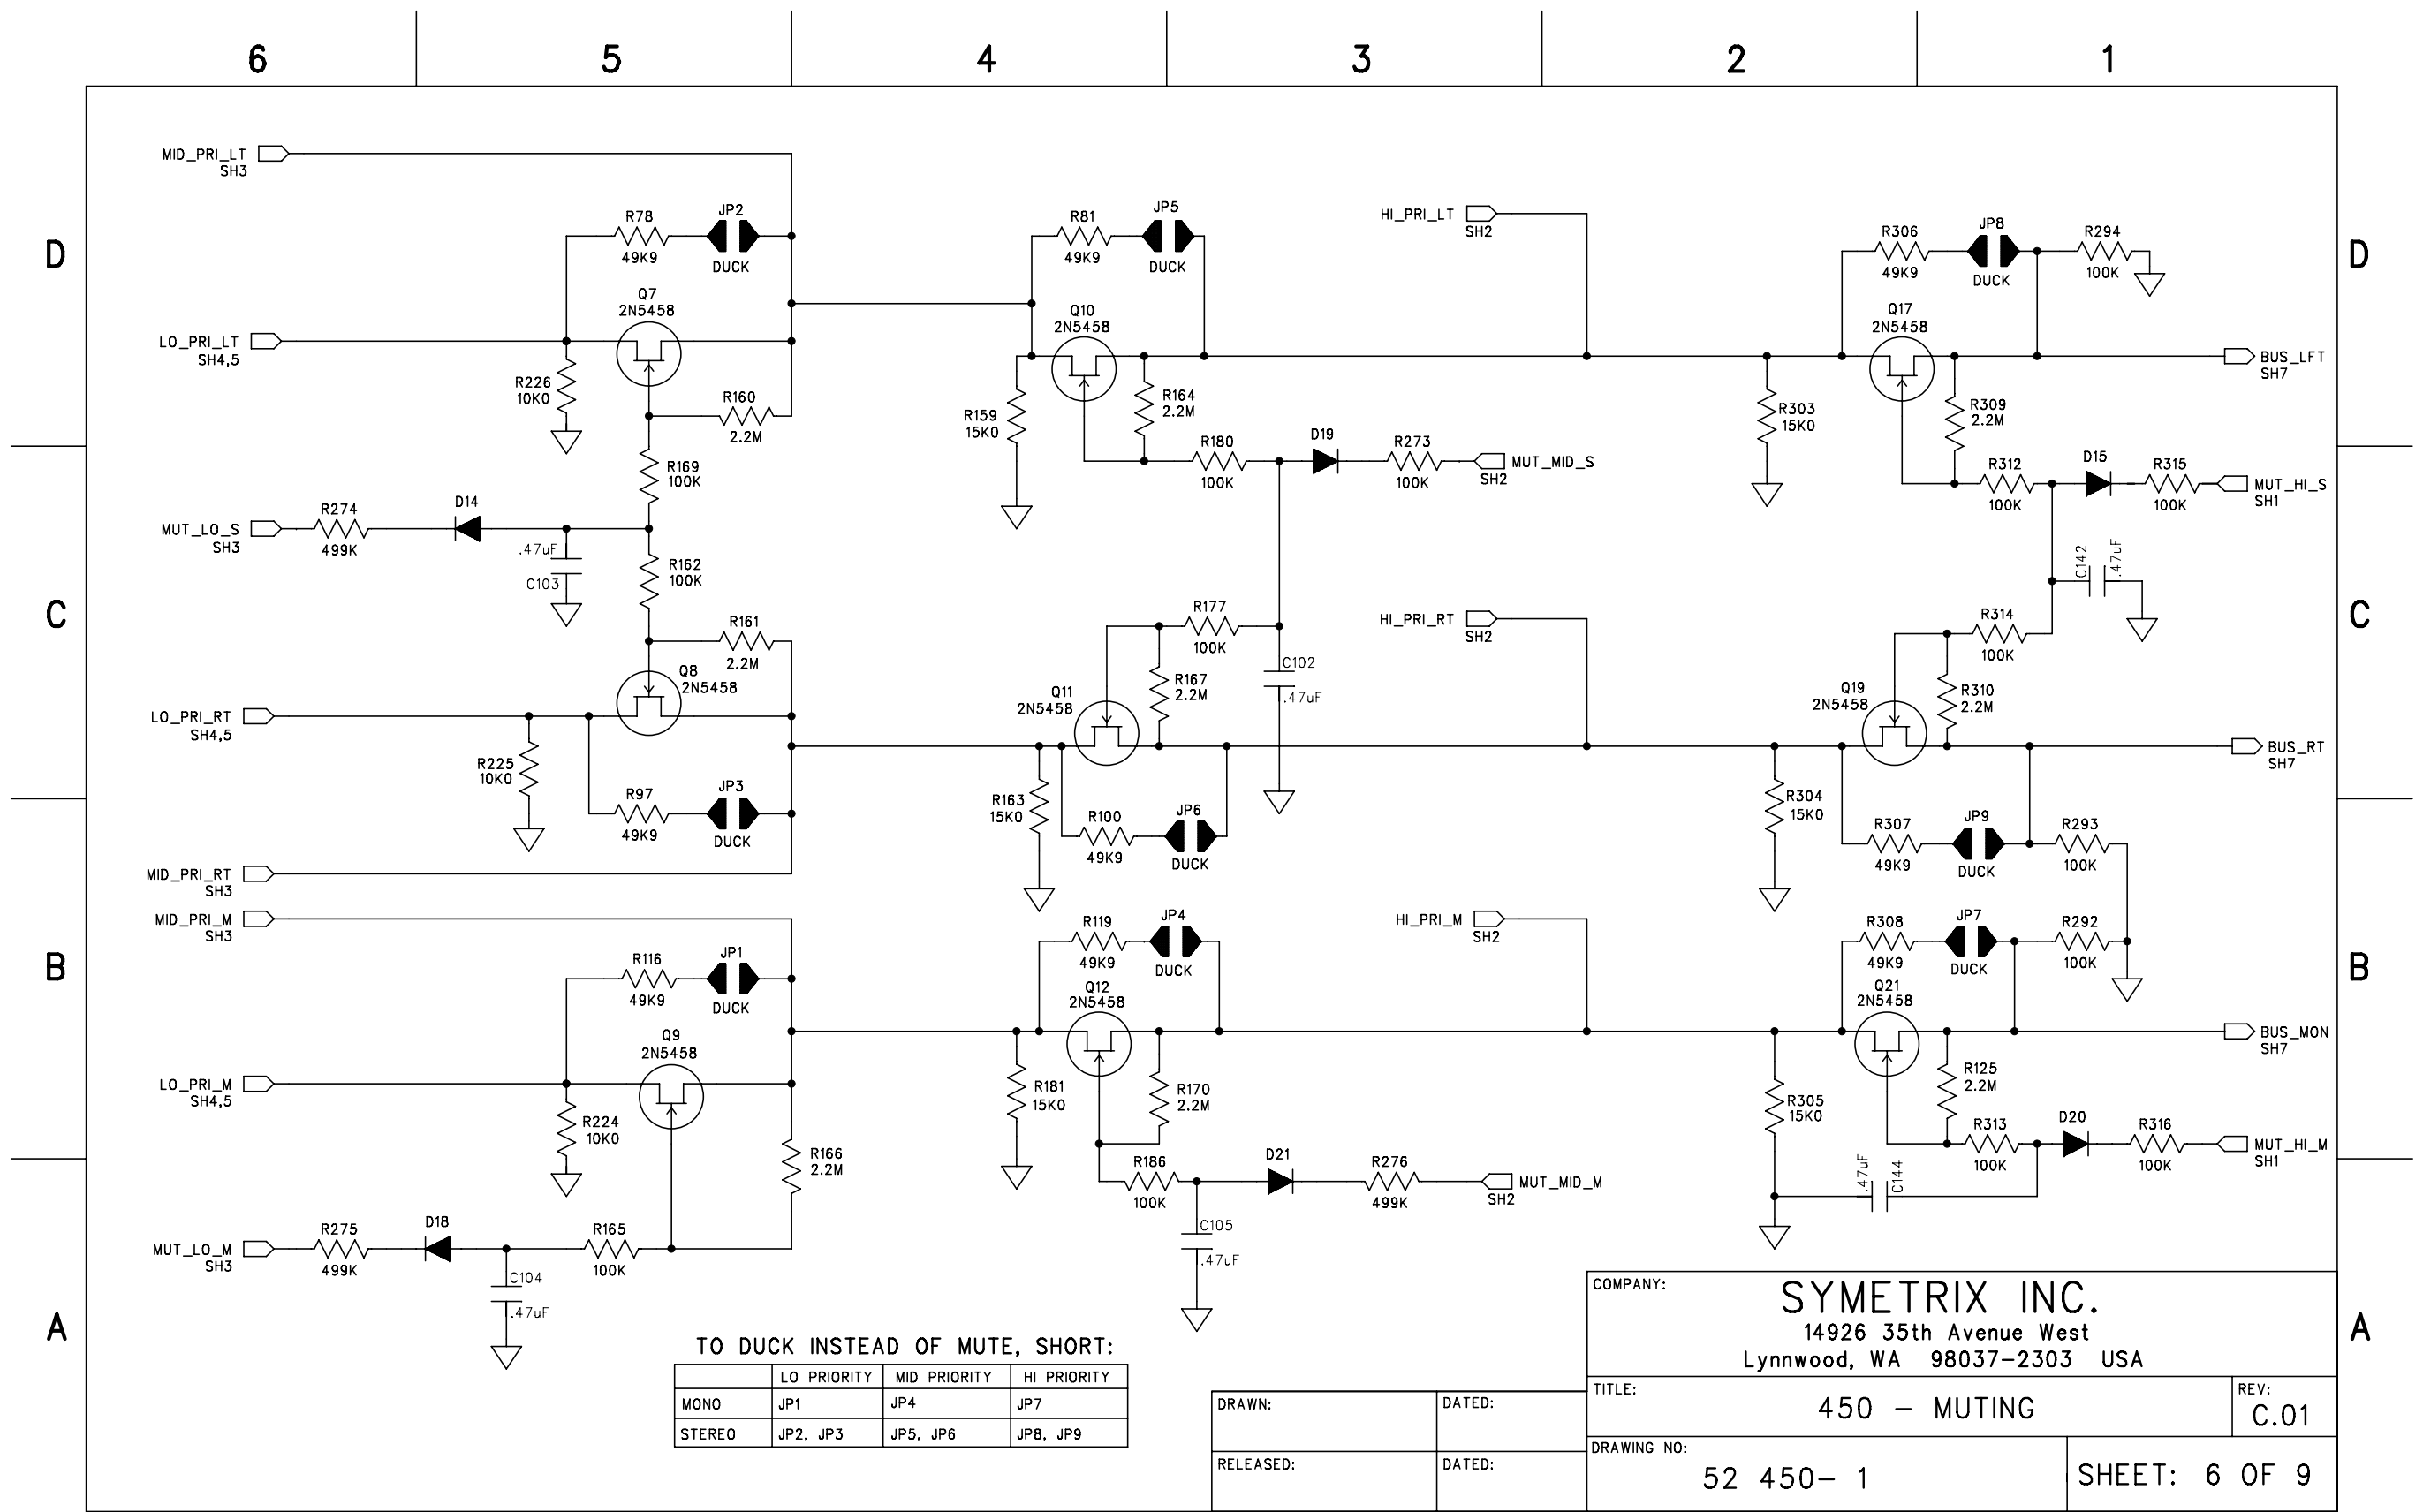 6 5 4 3 2 1
D
D
C
C
B
B
A
A
MID_PRI_LT
SH3
R78
49K9
JP2
DUCK
Q7
2N5458
LO_PRI_LT
SH4,5
R226
10K0
R160
2.2M
R169
100K
MUT_LO_S
SH3
R274
499K
D14
.47uF
C103
R162
100K
R161
2.2M
Q8
2N5458
LO_PRI_RT
SH4,5
R225
10K0
R97
49K9
JP3
DUCK
MID_PRI_RT
SH3
MID_PRI_M
SH3
R116
49K9
JP1
DUCK
Q9
2N5458
LO_PRI_M
SH4,5
R224
10K0
R166
2.2M
MUT_LO_M
SH3
R275
499K
D18
R165
100K
C104
.47uF
R81
49K9
JP5
DUCK
Q10
2N5458
R159
15K0
R164
2.2M
R180
100K
D19
R273
100K
MUT_MID_S
SH2
HI_PRI_LT
SH2
R177
100K
R167
2.2M
C102
.47uF
Q11
2N5458
HI_PRI_RT
SH2
R163
15K0
R100
49K9
JP6
DUCK
R119
49K9
JP4
DUCK
HI_PRI_M
SH2
Q12
2N5458
R181
15K0
R170
2.2M
R186
100K
D21
R276
499K
MUT_MID_M
SH2
C105
.47uF
R306
49K9
JP8
DUCK
R294
100K
Q17
2N5458
BUS_LFT
SH7
R303
15K0
R309
2.2M
R312
100K
D15
R315
100K
MUT_HI_S
SH1
C142
.47uF
R314
100K
Q19
2N5458
R310
2.2M
BUS_RT
SH7
R304
15K0
R307
49K9
JP9
DUCK
R293
100K
R308
49K9
JP7
DUCK
R292
100K
Q21
2N5458
BUS_MON
SH7
R305
15K0
R125
2.2M
R313
100K
D20
R316
100K
MUT_HI_M
SH1
.47uF
C144
TO DUCK INSTEAD OF MUTE, SHORT:
LO PRIORITY MID PRIORITY HI PRIORITY
MONO JP1 JP4 JP7
STEREO JP2, JP3 JP5, JP6 JP8, JP9
DRAWN: DATED:
RELEASED: DATED:
COMPANY:
SYMETRIX INC.
14926 35th Avenue West
Lynnwood, WA 98037-2303 USA
TITLE:
450 - MUTING
REV:
C.01
DRAWING NO:
52 450- 1
SHEET: 6 OF 9